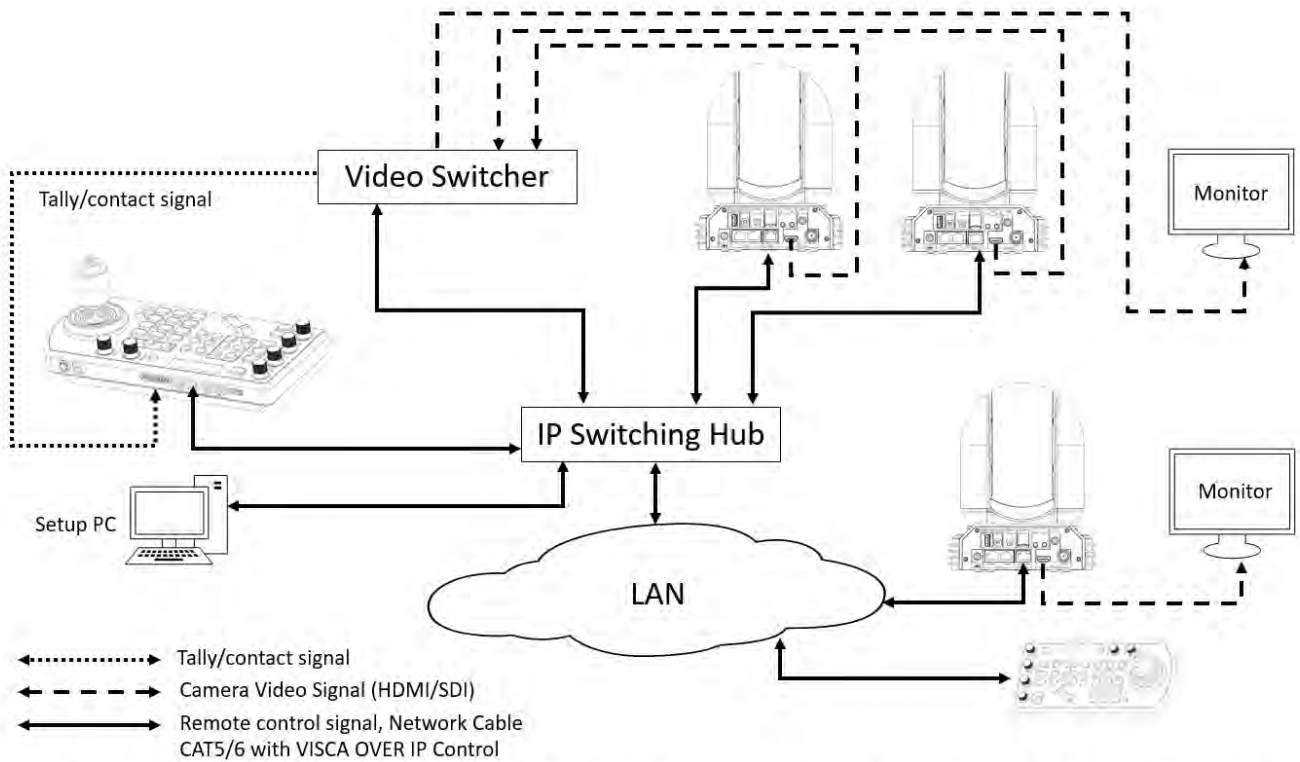 Video Switcher
Tally/contact signal
Monitor
IP Switching Hub
Setup PC
Monitor
LAN
Tally/contact signal
Camera Video Signal (HDMI/SDI)
Remote control signal, Network Cable
CAT5/6 with VISCA OVER IP Control